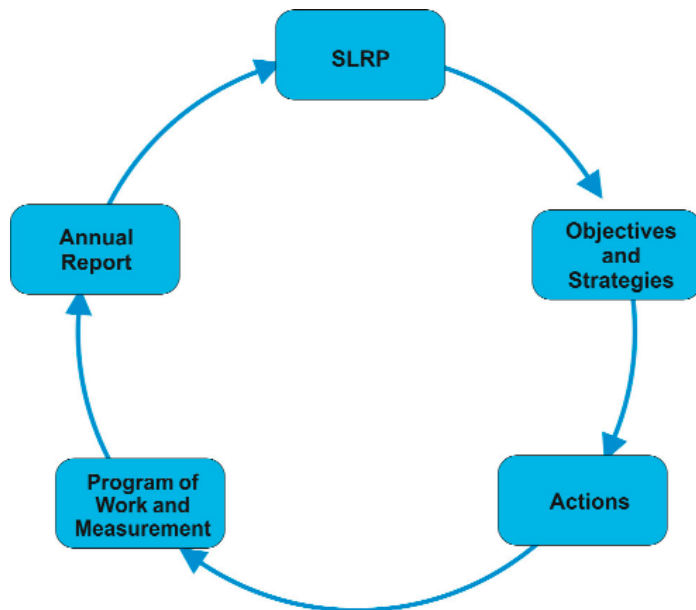 SLRP
Objectives
and
Strategies
Actions
Program of
Work and
Measurement
Annual
Report